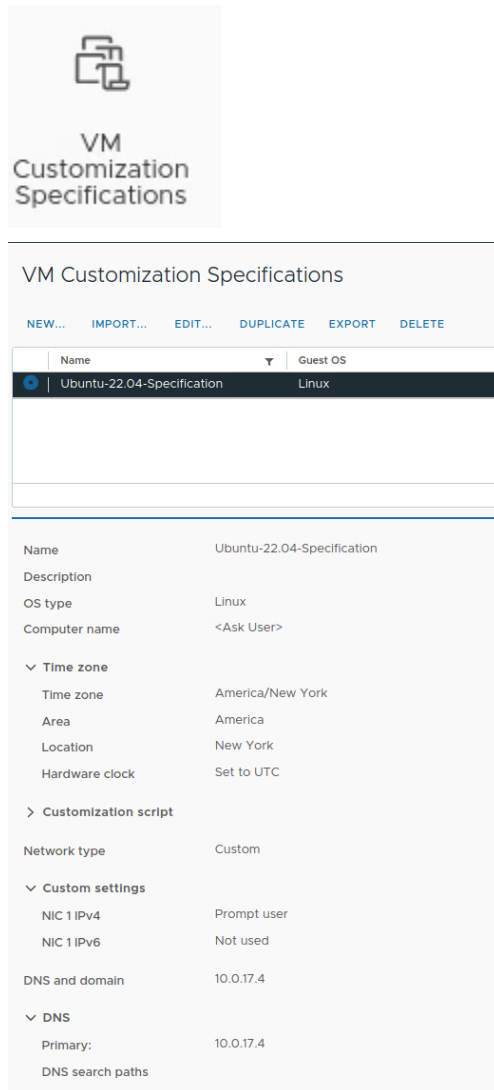 VM
Customization
Specifications
VM Customization Specifications
NEW... IMPORT... EDIT... DUPLICATE EXPORT DELETE
Name Guest OS
Ubuntu-22.04-Specification Linux
Name Ubuntu-22.04-Specification
Description
OS type Linux
Computer name <Ask User>
Time zone
Time zone America/New York
Area America
Location New York
Hardware clock Set to UTC
Customization script
Network type Custom
Custom settings
NIC 1 IPv4 Prompt user
NIC 1 IPv6 Not used
DNS and domain 10.0.17.4
DNS
Primary: 10.0.17.4
DNS search paths